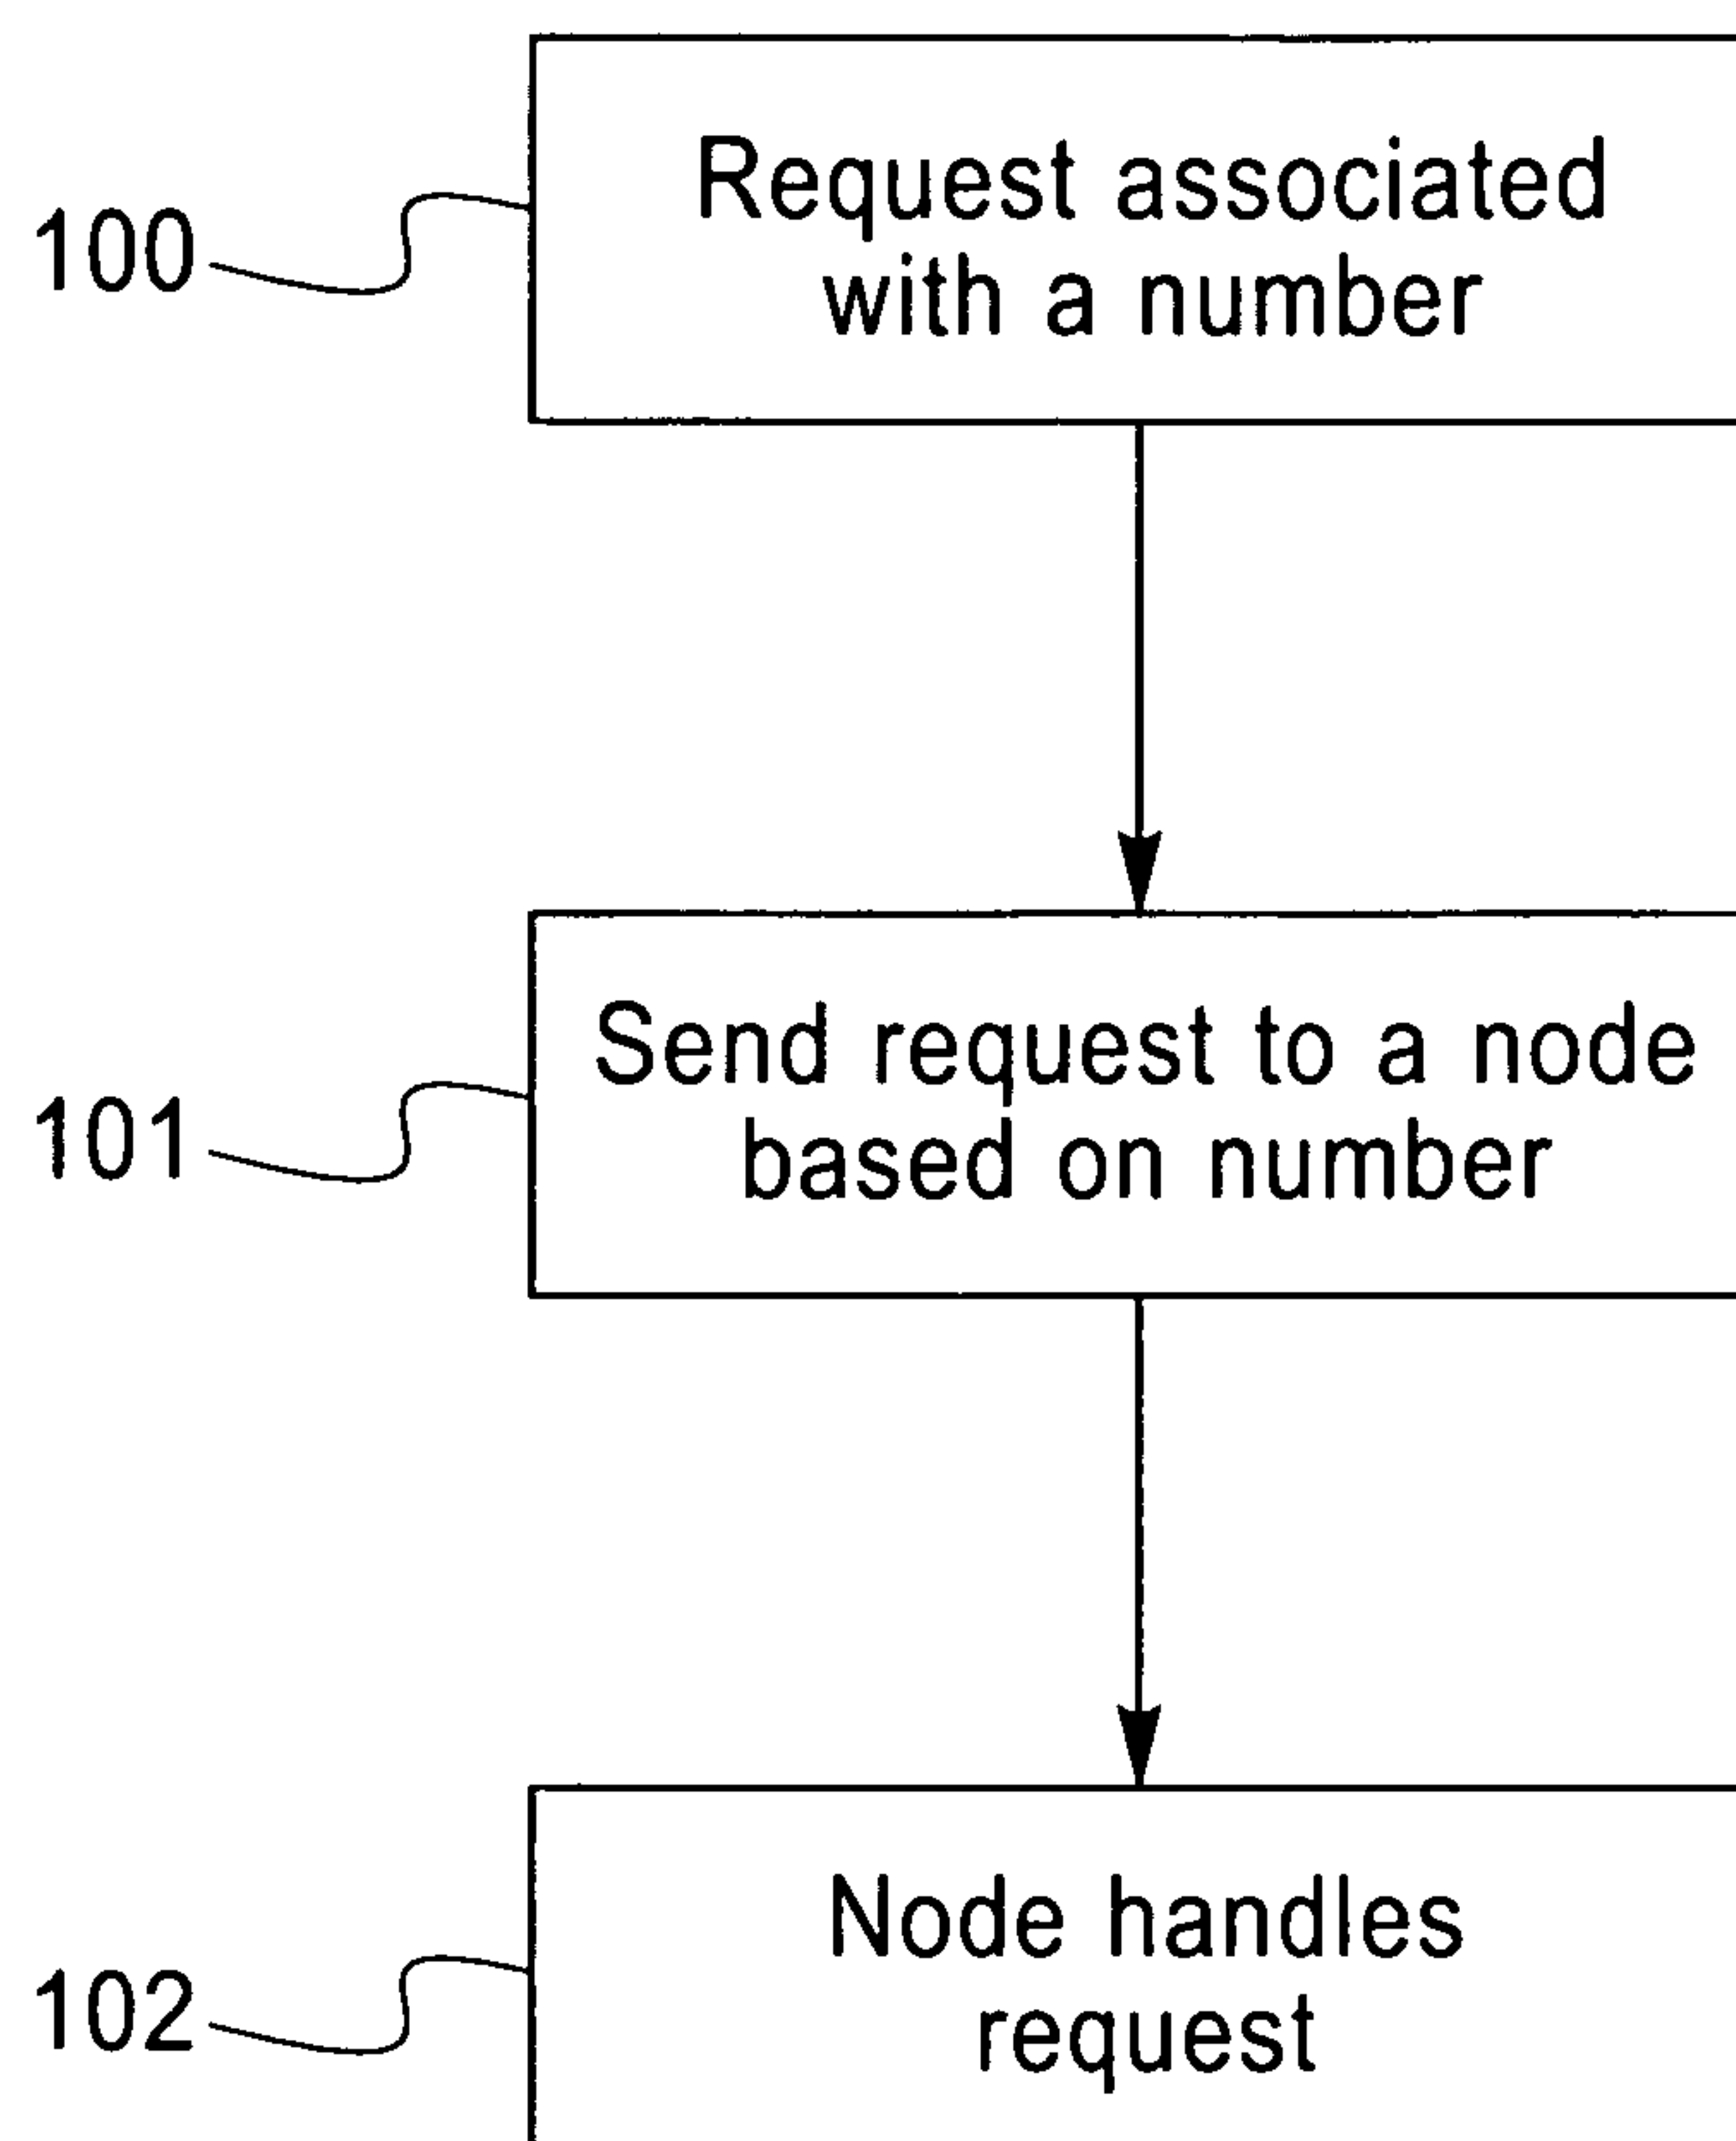 100
Request associated
with a number
101
Send request to a node
based on number
102
Node handles
request